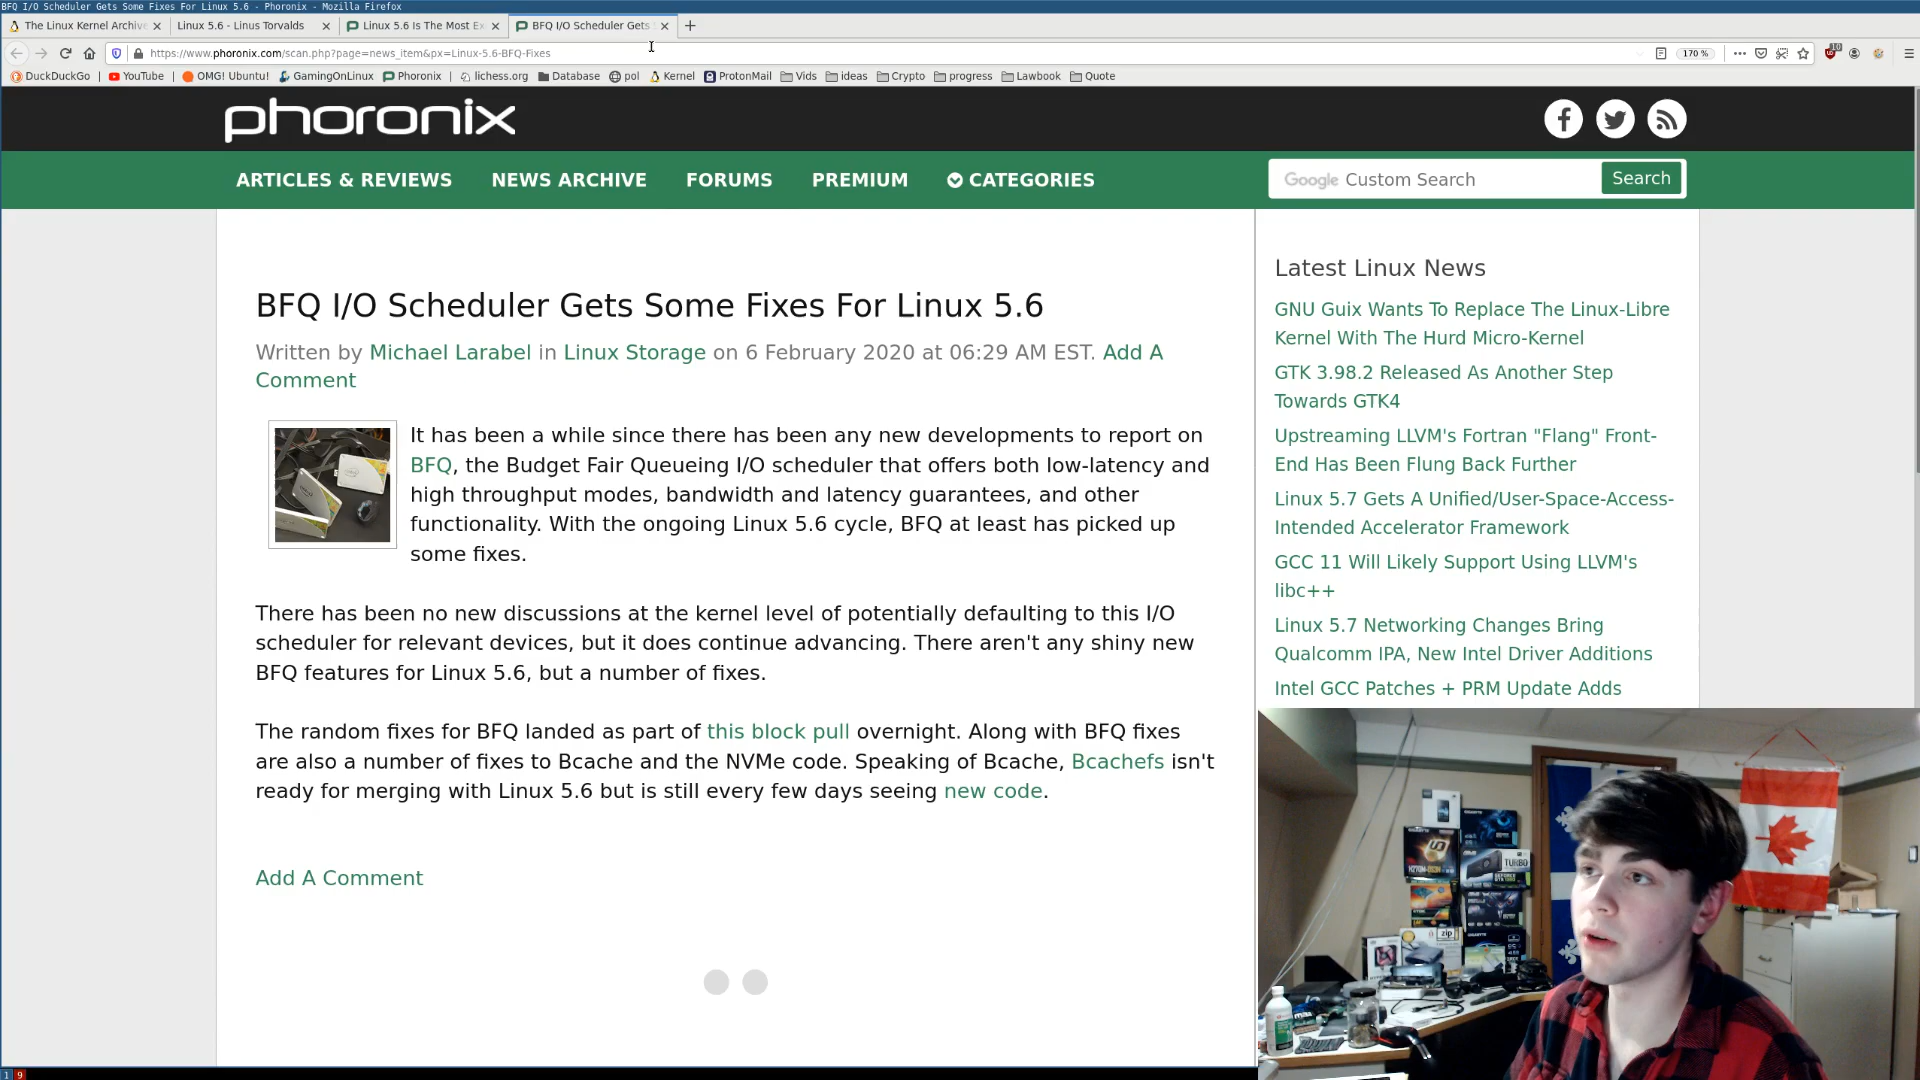 BFQ I/O Scheduler Gets Some Fixes For Linux 5.6 - Phoronix - Mozilla Firefox
The Linux Kernel Archive
Linux 5.6 - Linus Torvalds
Linux 5.6 Is The Most Ex
BFQ I/O Scheduler Gets S
https://www.phoronix.com/scan.php?page=news_item&px=Linux-5.6-BFQ-Fixes
170 %
10
DuckDuckGo
YouTube
OMG! Ubuntu!
GamingOnLinux
Phoronix
lichess.org
Database
pol
Kernel
ProtonMail
Vids
ideas
Crypto
progress
Lawbook
Quote
phoronix
ARTICLES & REVIEWS
NEWS ARCHIVE
FORUMS
PREMIUM
CATEGORIES
Google Custom Search
Search
BFQ I/O Scheduler Gets Some Fixes For Linux 5.6
Written by Michael Larabel in Linux Storage on 6 February 2020 at 06:29 AM EST. Add A
Comment
It has been a while since there has been any new developments to report on
BFQ, the Budget Fair Queueing I/O scheduler that offers both low-latency and
high throughput modes, bandwidth and latency guarantees, and other
functionality. With the ongoing Linux 5.6 cycle, BFQ at least has picked up
some fixes.
There has been no new discussions at the kernel level of potentially defaulting to this I/O
scheduler for relevant devices, but it does continue advancing. There aren't any shiny new
BFQ features for Linux 5.6, but a number of fixes.
The random fixes for BFQ landed as part of this block pull overnight. Along with BFQ fixes
are also a number of fixes to Bcache and the NVMe code. Speaking of Bcache, Bcachefs isn't
ready for merging with Linux 5.6 but is still every few days seeing new code.
Add A Comment
Latest Linux News
GNU Guix Wants To Replace The Linux-Libre
Kernel With The Hurd Micro-Kernel
GTK 3.98.2 Released As Another Step
Towards GTK4
Upstreaming LLVM's Fortran "Flang" Front-
End Has Been Flung Back Further
Linux 5.7 Gets A Unified/User-Space-Access-
Intended Accelerator Framework
GCC 11 Will Likely Support Using LLVM's
libc++
Linux 5.7 Networking Changes Bring
Qualcomm IPA, New Intel Driver Additions
Intel GCC Patches + PRM Update Adds
TURBO
zip
1 9